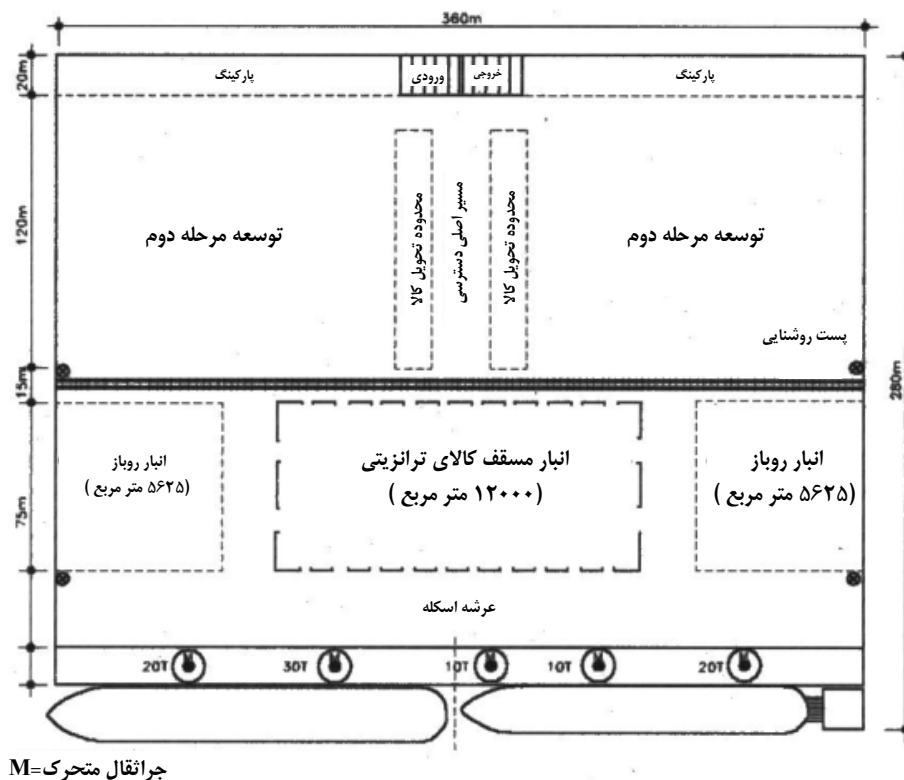 360m
20m
پارکینگ
ورودی
خروجی
پارکینگ
120m
توسعه مرحله دوم
محدوده تحویل کالا
مسیر اصلی دسترسی
محدوده تحویل کالا
توسعه مرحله دوم
پست روشنایی
280m
15m
75m
انبار روباز
(۵۶۲۵ متر مربع )
انبار مسقف کالای ترانزیتی
(۱۲۰۰۰ متر مربع )
انبار روباز
(۵۶۲۵ متر مربع )
عرشه اسکله
20T M
30T M
10T M
10T M
20T M
جراثقال متحرک=M